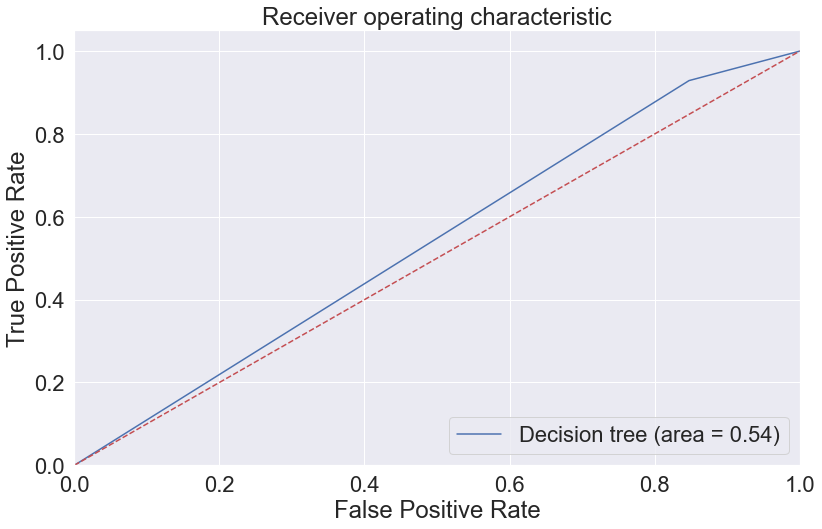 Receiver operating characteristic
True Positive Rate
1.0
0.8
0.6
0.4
0.2
0.0
0.0 0.2 0.4 0.6 0.8 1.0
False Positive Rate
Decision tree (area = 0.54)